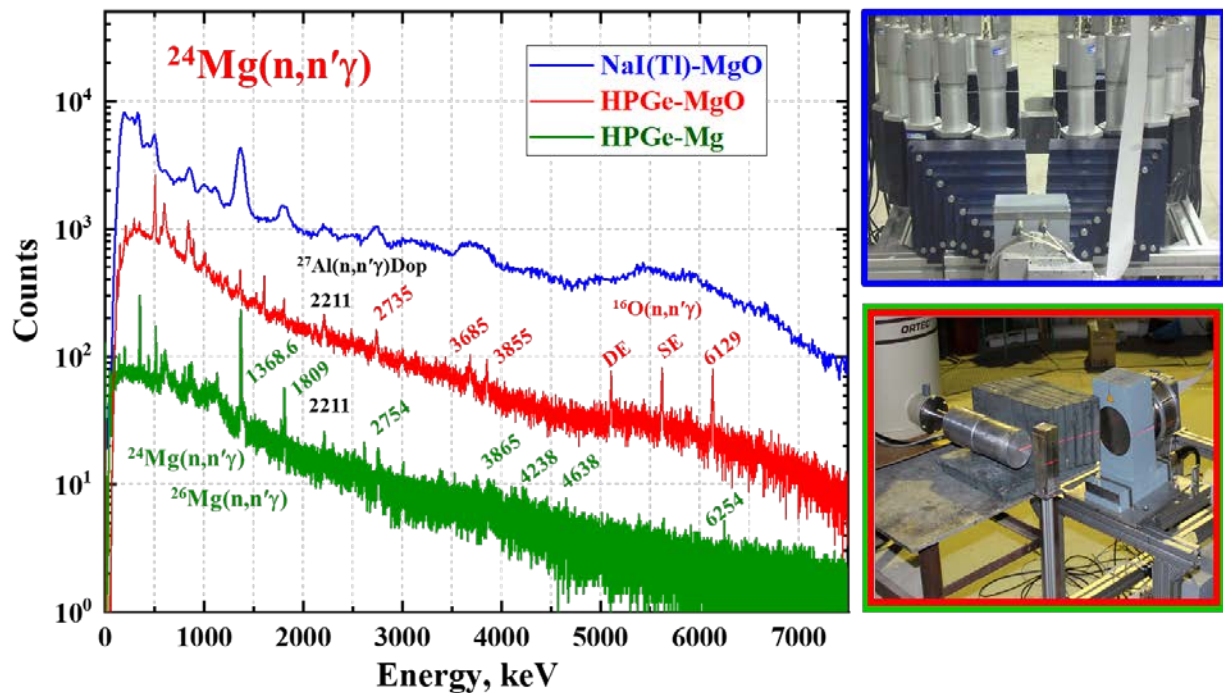 ²⁴Mg(n,n′γ)
NaI(Tl)-MgO
HPGe-MgO
HPGe-Mg
Counts
10⁴
10³
10²
10¹
10⁰
²⁷Al(n,n′γ)Dop
2211
2735
3685
3855
¹⁶O(n,n′γ)
DE
SE
6129
1368.6
1809
2211
2754
3865
4238
4638
6254
²⁴Mg(n,n′γ)
²⁶Mg(n,n′γ)
0
1000
2000
3000
4000
5000
6000
7000
Energy, keV
ORTEC